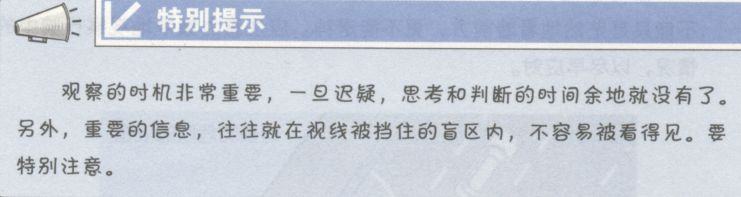 特别提示
观察的时机非常重要，一旦迟疑，思考和判断的时间余地就没有了。
另外，重要的信息，往往就在视线被挡住的盲区内，不容易被看得见。要
特别注意。